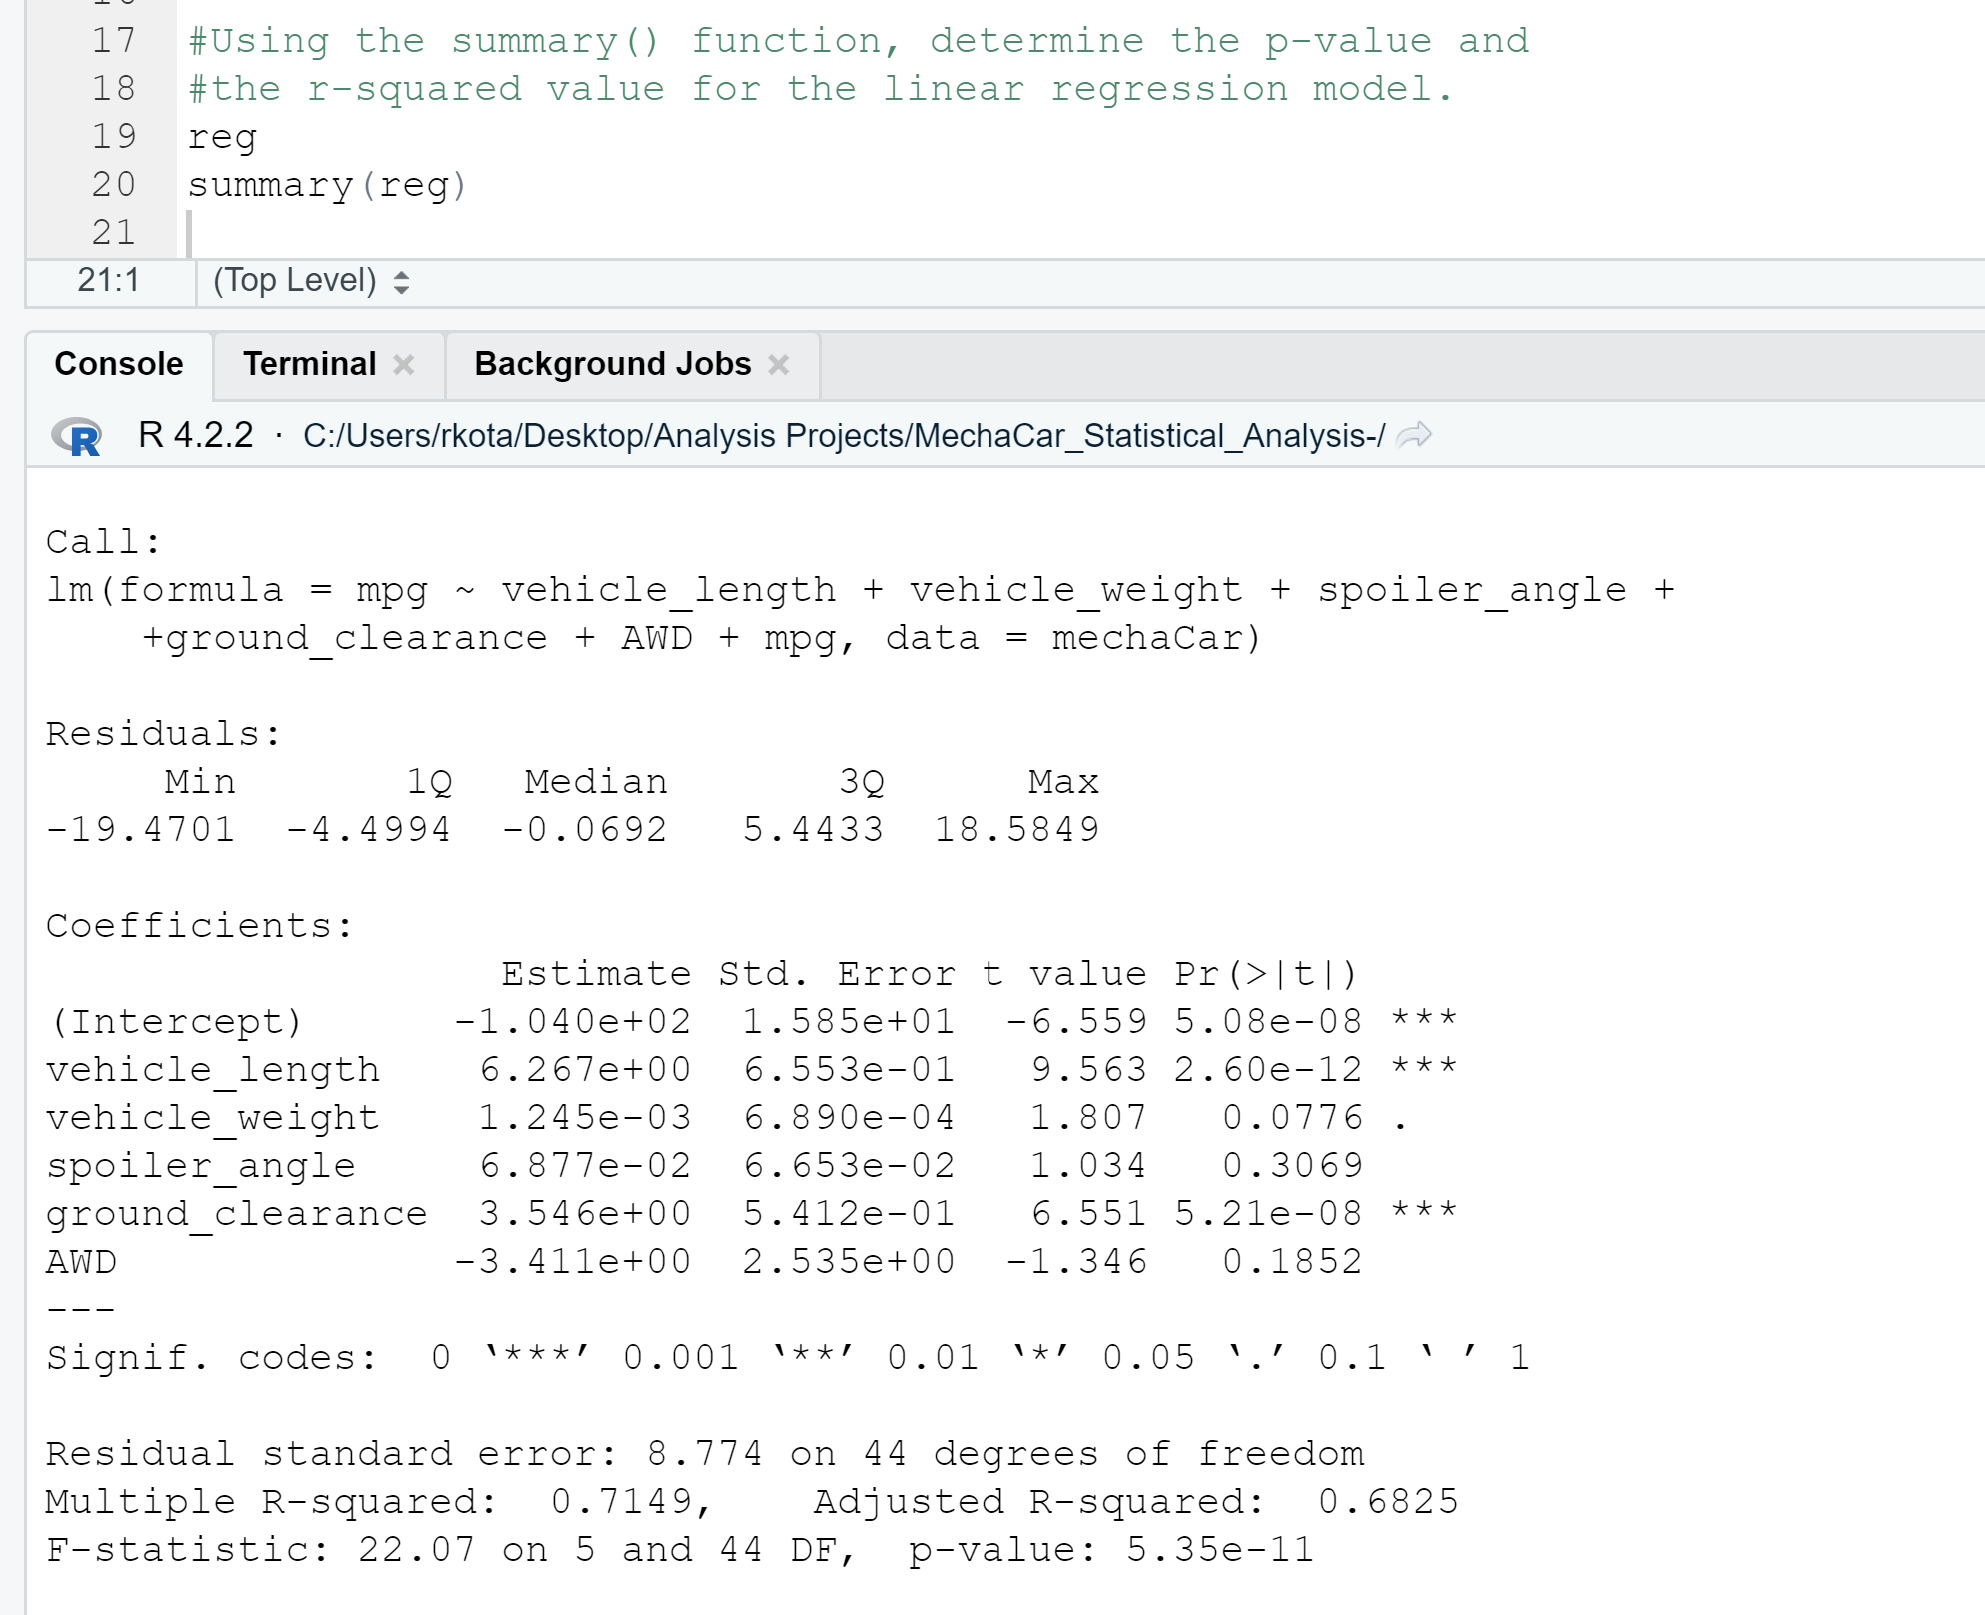 17 #Using the summary() function, determine the p-value and
18 #the r-squared value for the linear regression model.
19 reg
20 summary(reg)
21
21:1 (Top Level)
Console Terminal Background Jobs
R R 4.2.2 · C:/Users/rkota/Desktop/Analysis Projects/MechaCar_Statistical_Analysis-/
Call:
lm(formula = mpg ~ vehicle_length + vehicle_weight + spoiler_angle +
    +ground_clearance + AWD + mpg, data = mechaCar)
Residuals:
     Min       1Q   Median       3Q      Max
-19.4701  -4.4994  -0.0692   5.4433  18.5849
Coefficients:
                   Estimate Std. Error t value Pr(>|t|)
(Intercept)      -1.040e+02  1.585e+01  -6.559 5.08e-08 ***
vehicle_length    6.267e+00  6.553e-01   9.563 2.60e-12 ***
vehicle_weight    1.245e-03  6.890e-04   1.807   0.0776 .
spoiler_angle     6.877e-02  6.653e-02   1.034   0.3069
ground_clearance  3.546e+00  5.412e-01   6.551 5.21e-08 ***
AWD              -3.411e+00  2.535e+00  -1.346   0.1852
---
Signif. codes:  0 ‘***’ 0.001 ‘**’ 0.01 ‘*’ 0.05 ‘.’ 0.1 ‘ ’ 1
Residual standard error: 8.774 on 44 degrees of freedom
Multiple R-squared:  0.7149,    Adjusted R-squared:  0.6825
F-statistic: 22.07 on 5 and 44 DF,  p-value: 5.35e-11